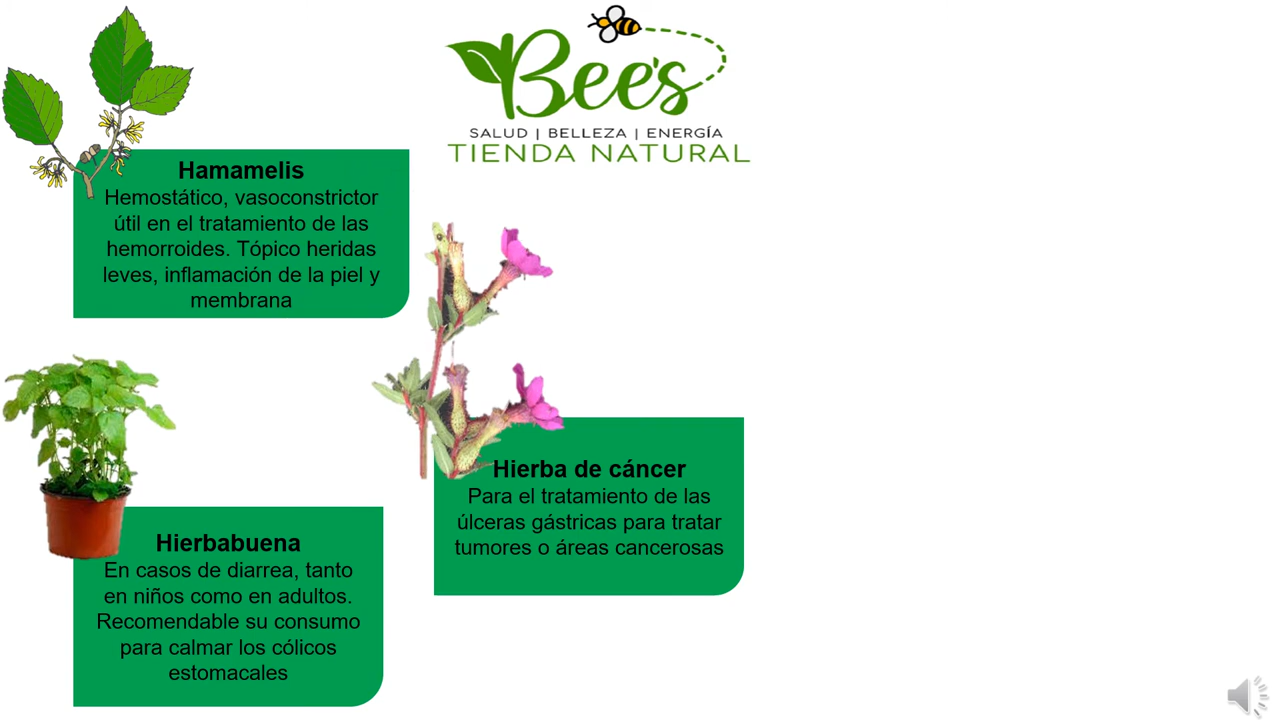 Bee's
SALUD | BELLEZA | ENERGÍA
TIENDA NATURAL
Hamamelis
Hemostático, vasoconstrictor
útil en el tratamiento de las
hemorroides. Tópico heridas
leves, inflamación de la piel y
membrana
Hierba de cáncer
Para el tratamiento de las
úlceras gástricas para tratar
tumores o áreas cancerosas
Hierbabuena
En casos de diarrea, tanto
en niños como en adultos.
Recomendable su consumo
para calmar los cólicos
estomacales